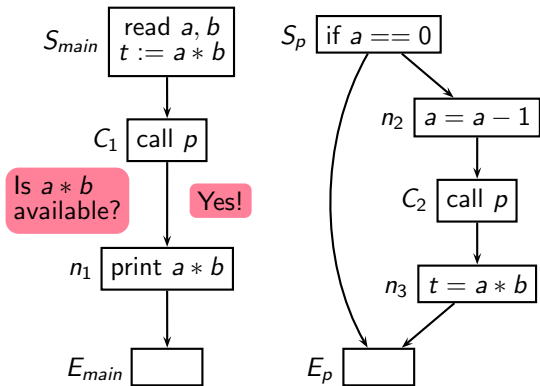 S_main
read a, b
t := a * b
C_1
call p
Is a * b
available?
Yes!
n_1
print a * b
E_main
S_p
if a == 0
n_2
a = a − 1
C_2
call p
n_3
t = a * b
E_p